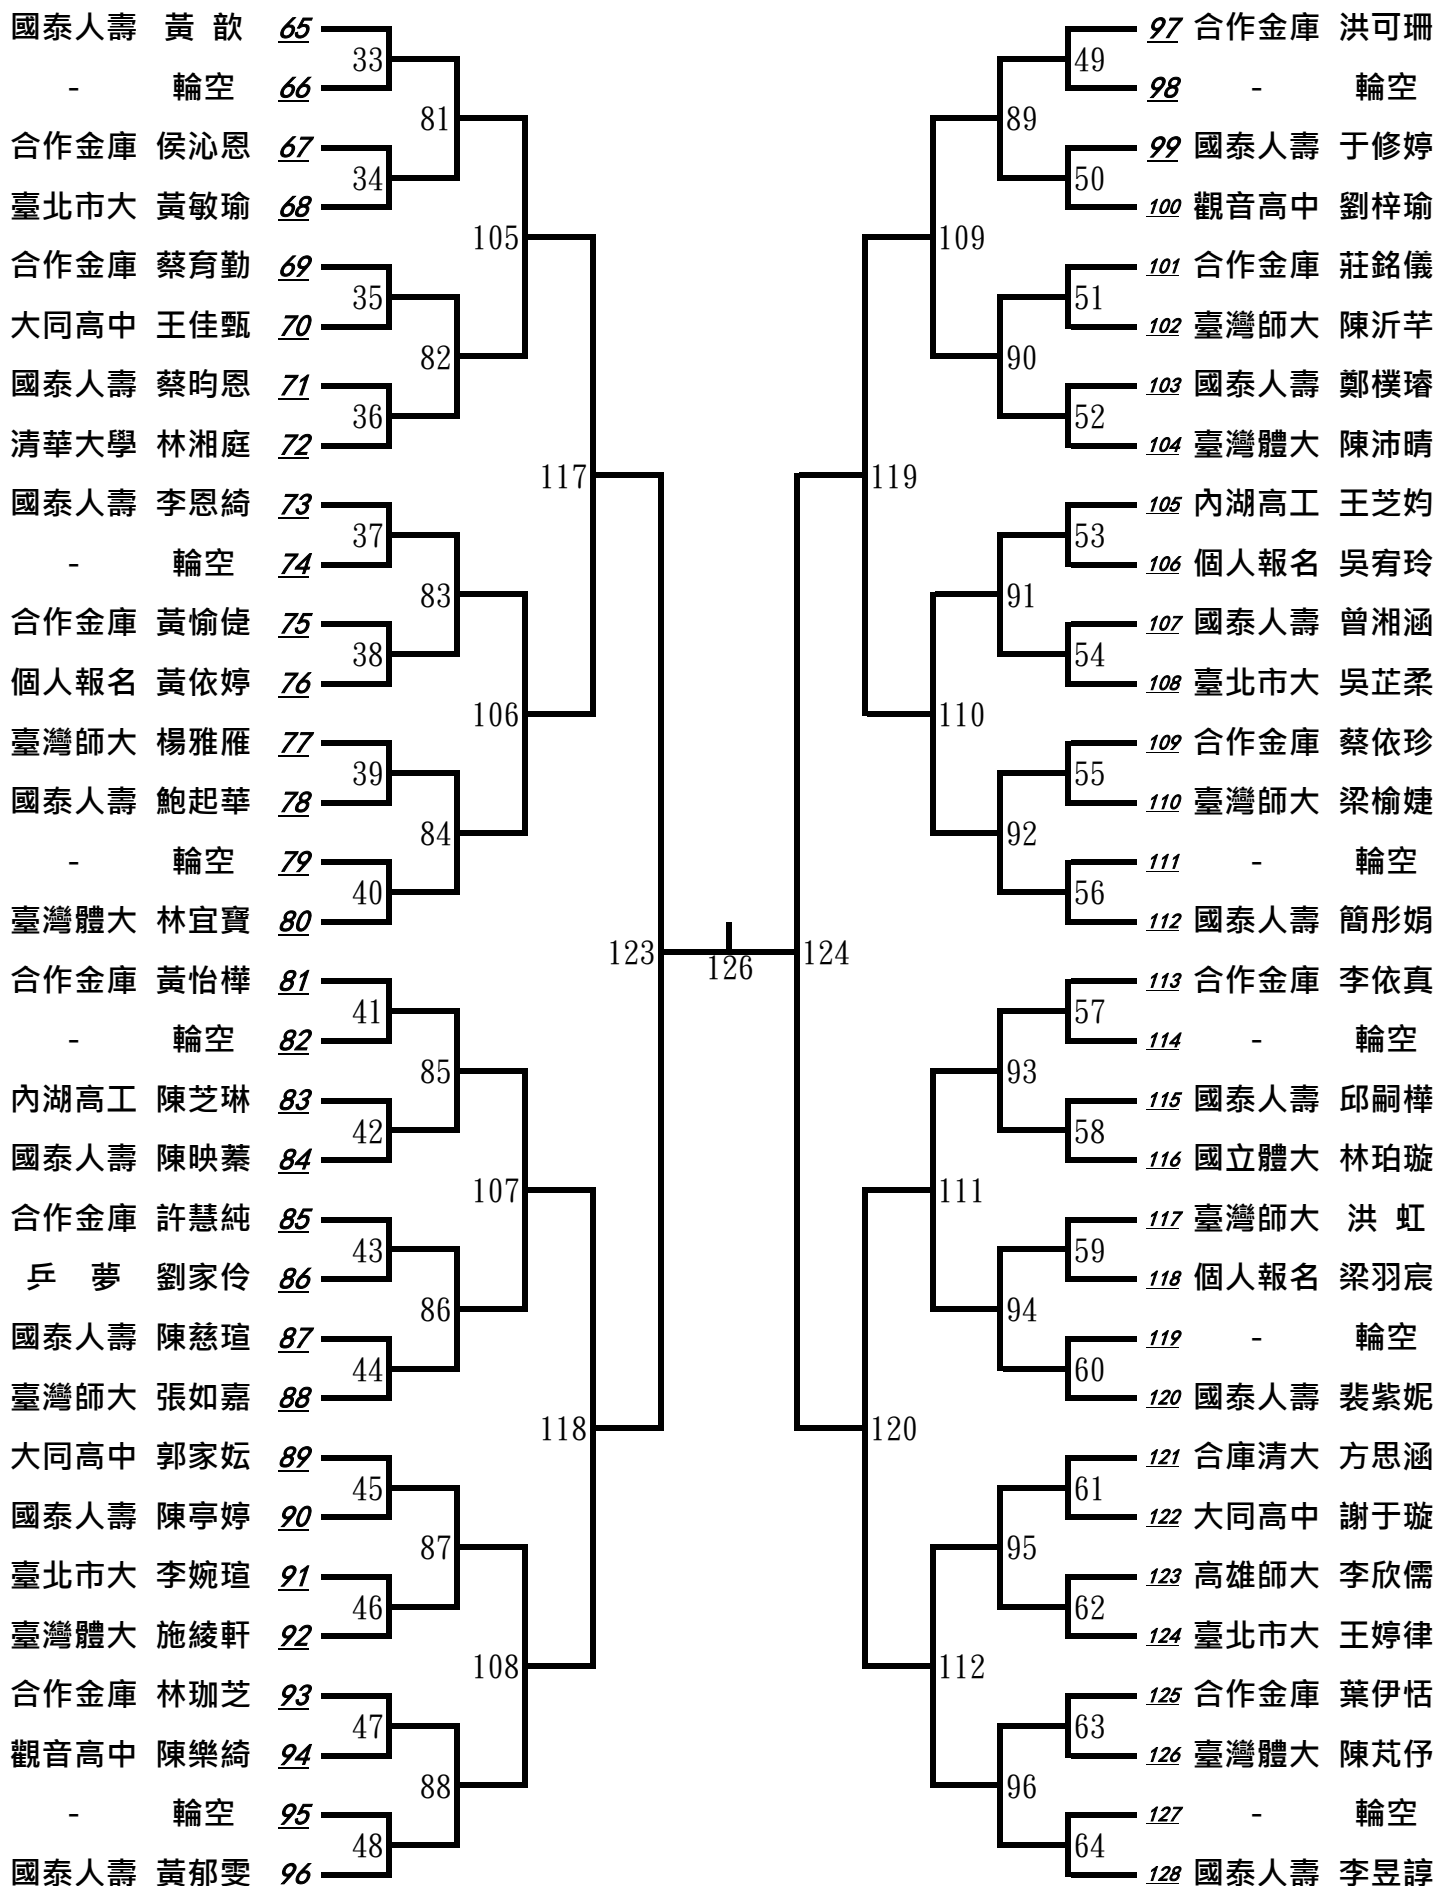 國泰人壽 黃 歆 65
33
- 輪空 66
81
合作金庫 侯沁恩 67
34
臺北市大 黃敏瑜 68
105
合作金庫 蔡育勤 69
35
大同高中 王佳甄 70
82
國泰人壽 蔡昀恩 71
36
清華大學 林湘庭 72
117
國泰人壽 李恩綺 73
37
- 輪空 74
83
合作金庫 黃愉偼 75
38
個人報名 黃依婷 76
106
臺灣師大 楊雅雁 77
39
國泰人壽 鮑起華 78
84
- 輪空 79
40
臺灣體大 林宜寶 80
123
合作金庫 黃怡樺 81
41
- 輪空 82
85
內湖高工 陳芝琳 83
42
國泰人壽 陳映蓁 84
107
合作金庫 許慧純 85
43
乒 夢 劉家伶 86
86
國泰人壽 陳慈瑄 87
44
臺灣師大 張如嘉 88
118
大同高中 郭家妘 89
45
國泰人壽 陳亭婷 90
87
臺北市大 李婉瑄 91
46
臺灣體大 施綾軒 92
108
合作金庫 林珈芝 93
47
觀音高中 陳樂綺 94
88
- 輪空 95
48
國泰人壽 黃郁雯 96
126
97 合作金庫 洪可珊
49
98 - 輪空
89
99 國泰人壽 于修婷
50
100 觀音高中 劉梓瑜
109
101 合作金庫 莊銘儀
51
102 臺灣師大 陳沂芊
90
103 國泰人壽 鄭樸璿
52
104 臺灣體大 陳沛晴
119
105 內湖高工 王芝妁
53
106 個人報名 吳宥玲
91
107 國泰人壽 曾湘涵
54
108 臺北市大 吳芷柔
110
109 合作金庫 蔡依珍
55
110 臺灣師大 梁榆婕
92
111 - 輪空
56
112 國泰人壽 簡彤娟
124
113 合作金庫 李依真
57
114 - 輪空
93
115 國泰人壽 邱嗣樺
58
116 國立體大 林珀璇
111
117 臺灣師大 洪 虹
59
118 個人報名 梁羽宸
94
119 - 輪空
60
120 國泰人壽 裴紫妮
120
121 合庫清大 方思涵
61
122 大同高中 謝于璇
95
123 高雄師大 李欣儒
62
124 臺北市大 王婷律
112
125 合作金庫 葉伊恬
63
126 臺灣體大 陳芃伃
96
127 - 輪空
64
128 國泰人壽 李昱諄